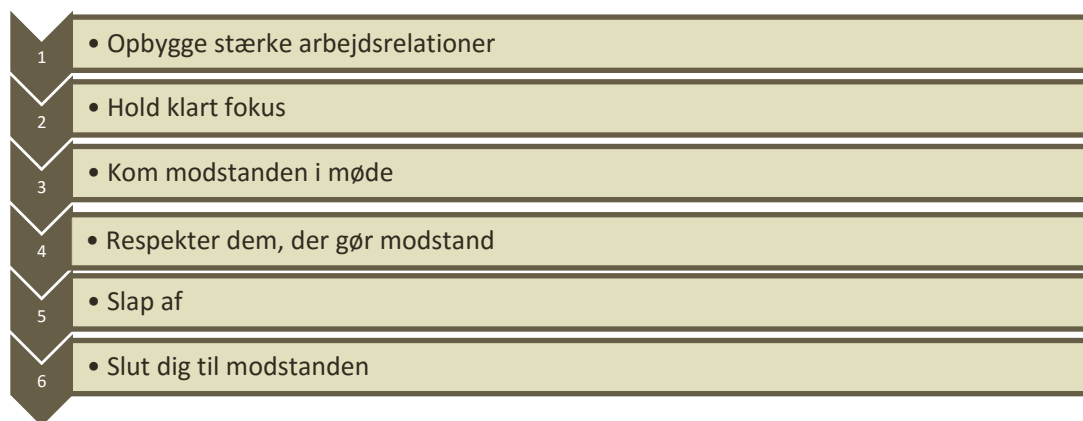 1 • Opbygge stærke arbejdsrelationer
2 • Hold klart fokus
3 • Kom modstanden i møde
4 • Respekter dem, der gør modstand
5 • Slap af
6 • Slut dig til modstanden